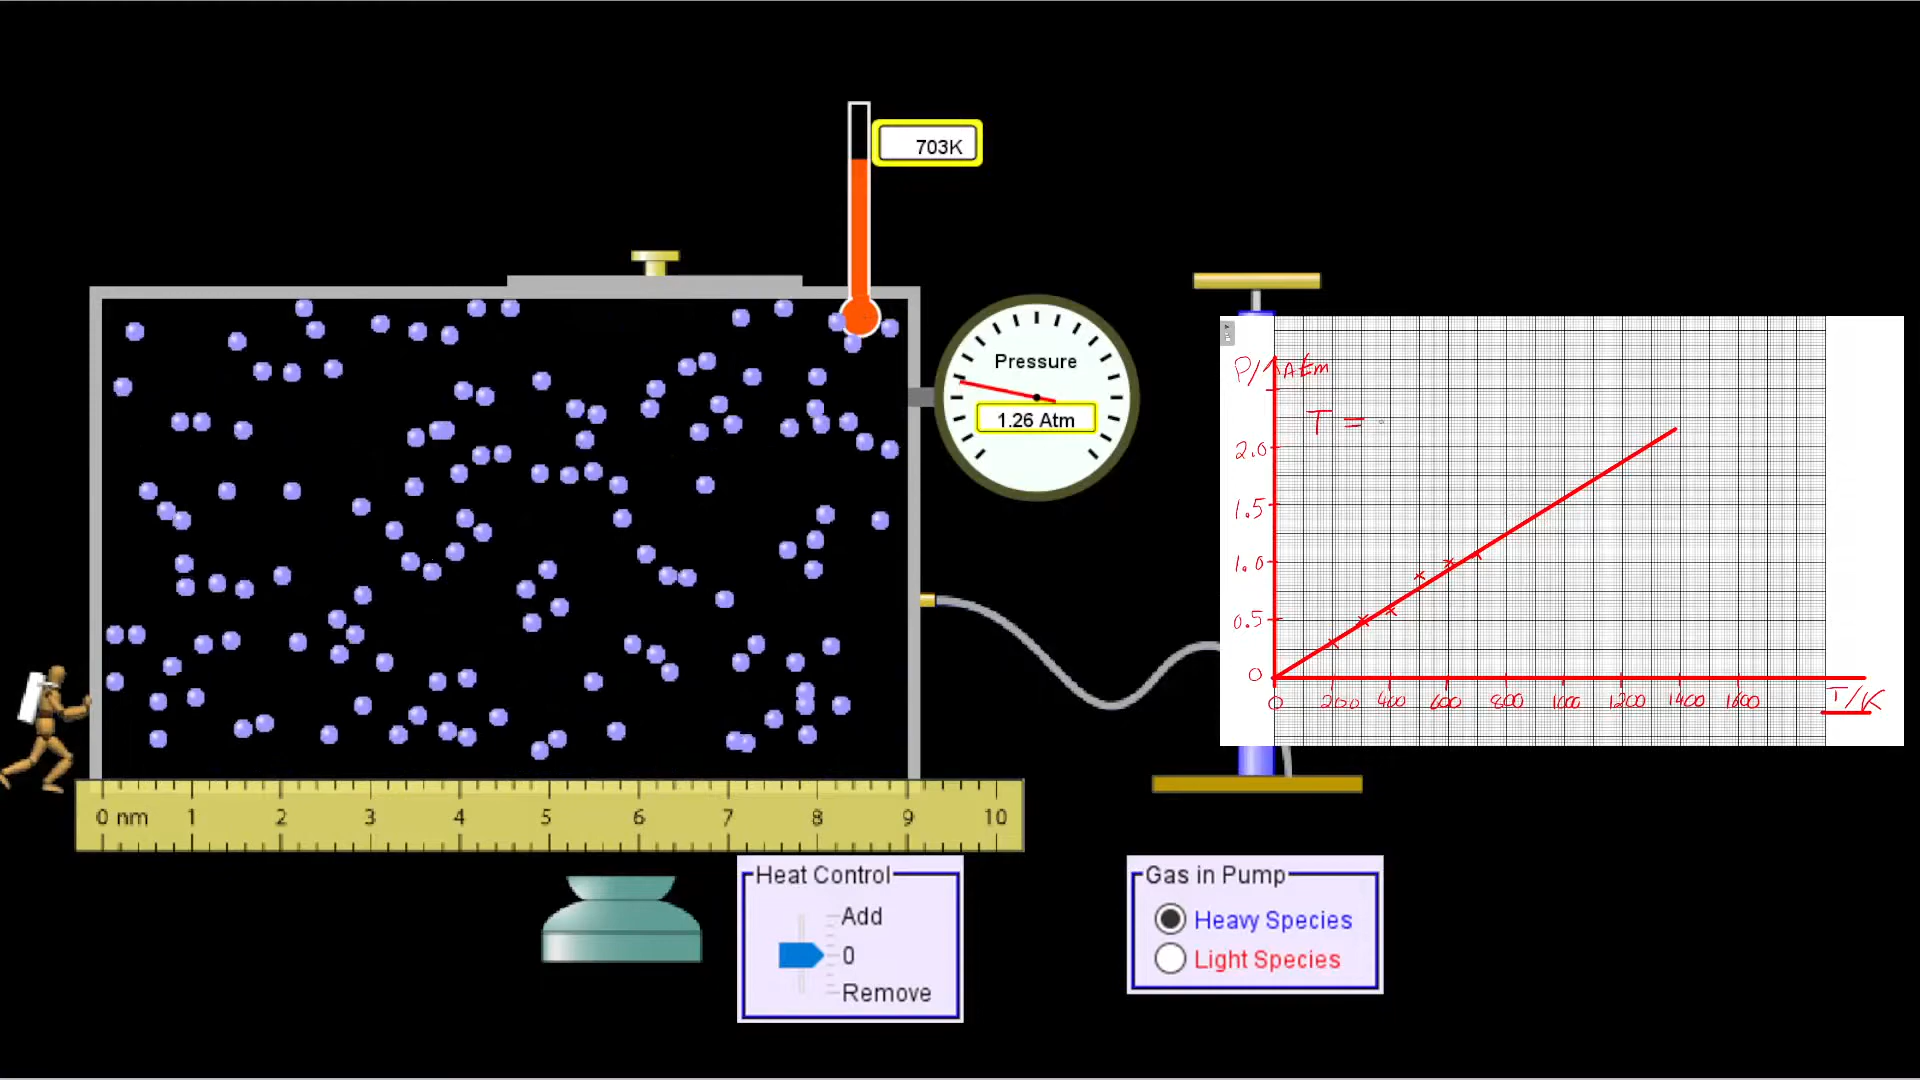 703K
Pressure
1.26 Atm
P/Atm
T =
2.0
1.5
1.0
0.5
0
0 200 400 600 800 1000 1200 1400 1600 T/K
0 nm 1 2 3 4 5 6 7 8 9 10
Heat Control
Add
0
Remove
Gas in Pump
Heavy Species
Light Species